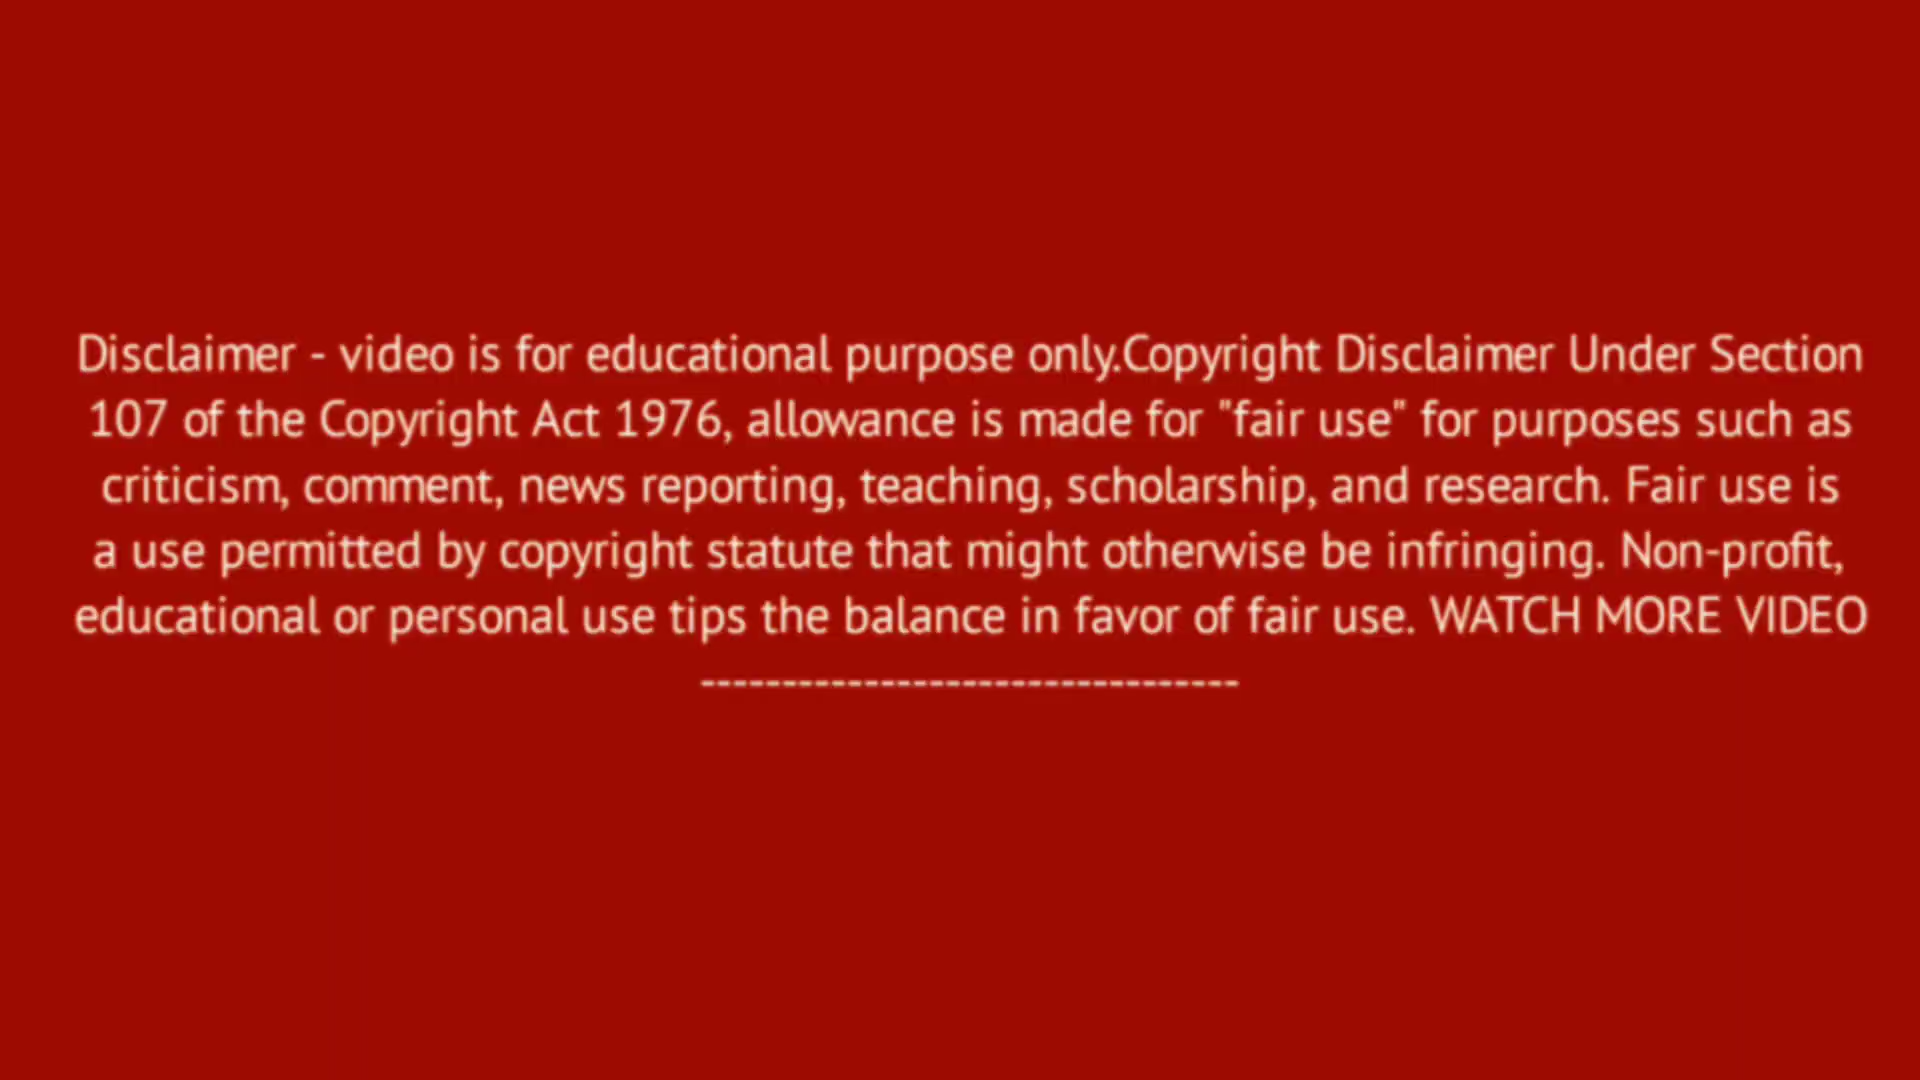 Disclaimer - video is for educational purpose only.Copyright Disclaimer Under Section
107 of the Copyright Act 1976, allowance is made for "fair use" for purposes such as
criticism, comment, news reporting, teaching, scholarship, and research. Fair use is
a use permitted by copyright statute that might otherwise be infringing. Non-profit,
educational or personal use tips the balance in favor of fair use. WATCH MORE VIDEO
---------------------------------